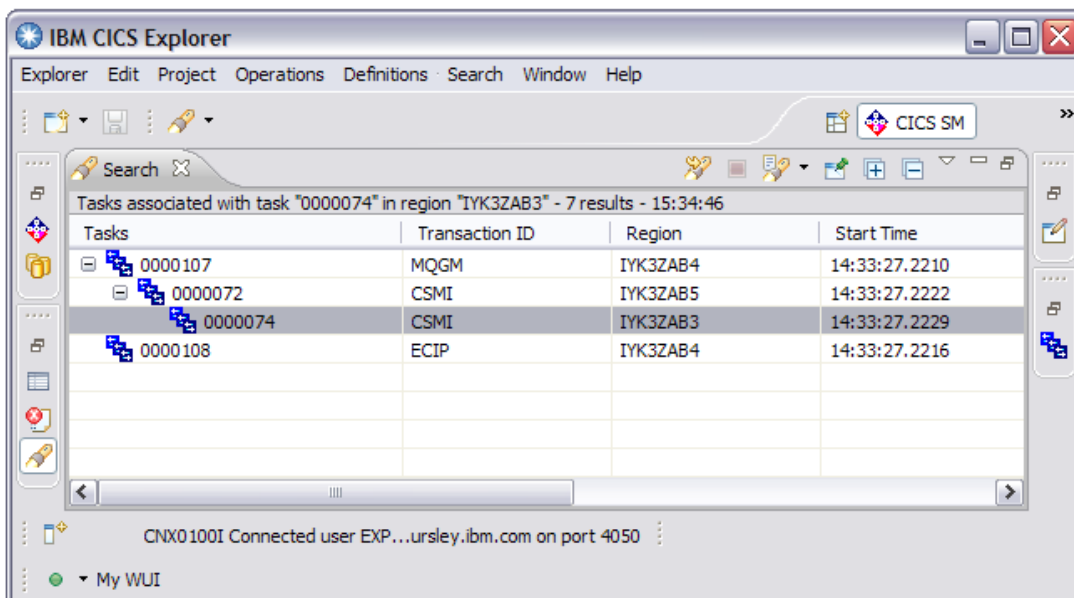 IBM CICS Explorer
Explorer Edit Project Operations Definitions Search Window Help
CICS SM
Search
Tasks associated with task "0000074" in region "IYK3ZAB3" - 7 results - 15:34:46
Tasks Transaction ID Region Start Time
0000107 MQGM IYK3ZAB4 14:33:27.2210
0000072 CSMI IYK3ZAB5 14:33:27.2222
0000074 CSMI IYK3ZAB3 14:33:27.2229
0000108 ECIP IYK3ZAB4 14:33:27.2216
CNX0100I Connected user EXP...ursley.ibm.com on port 4050
My WUI